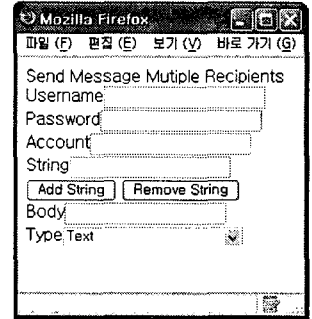 Mozilla Firefox
파일 (F) 편집 (E) 보기 (V) 바로 가기 (G)
Send Message Mutiple Recipients
Username
Password
Account
String
Add String Remove String
Body
Type Text